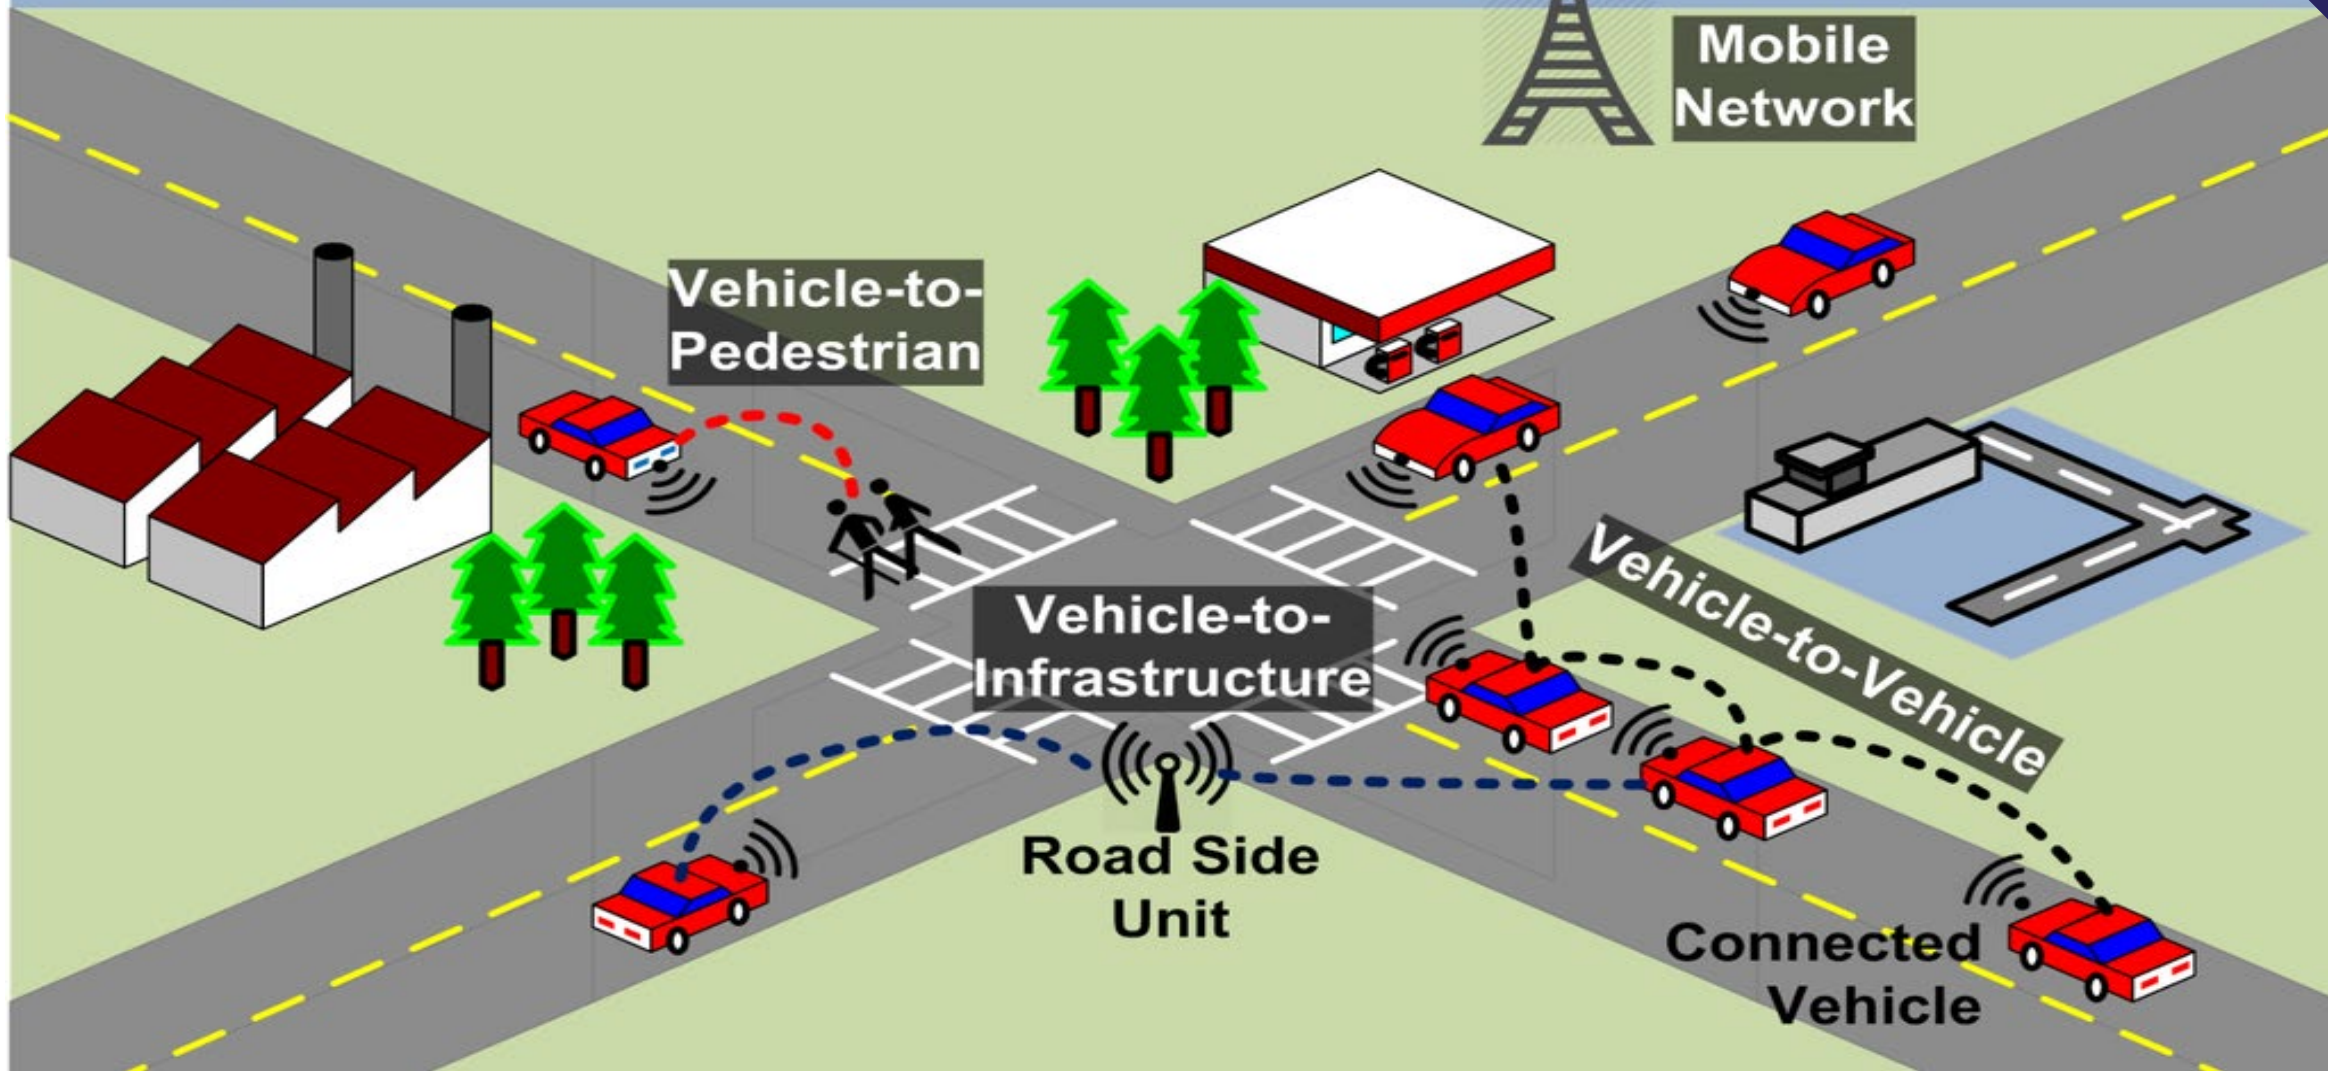 Mobile
Network
Vehicle-to-
Pedestrian
Vehicle-to-
Infrastructure
Vehicle-to-Vehicle
Road Side
Unit
Connected
Vehicle